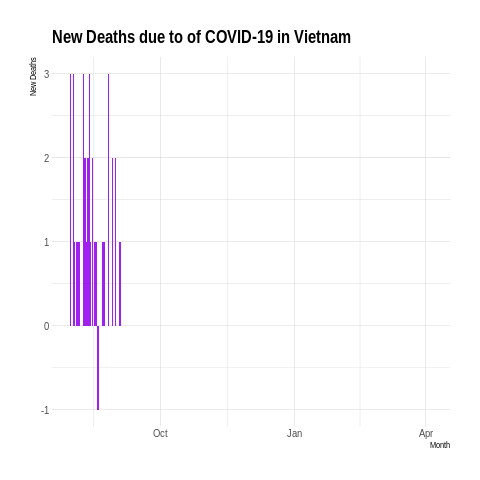 New Deaths due to of COVID-19 in Vietnam
New Deaths
3
2
1
0
-1
Oct
Jan
Apr
Month